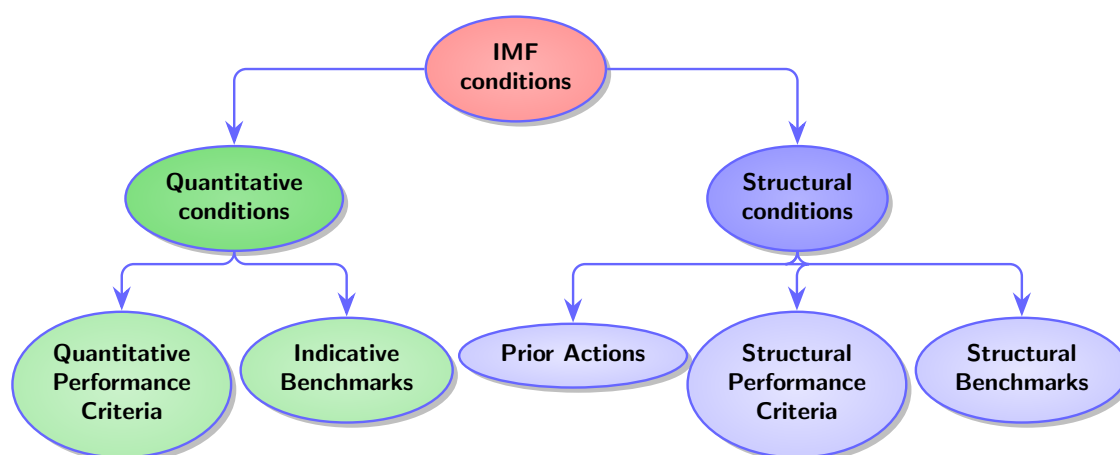 IMF
conditions
Quantitative
conditions
Structural
conditions
Quantitative
Performance
Criteria
Indicative
Benchmarks
Prior Actions
Structural
Performance
Criteria
Structural
Benchmarks